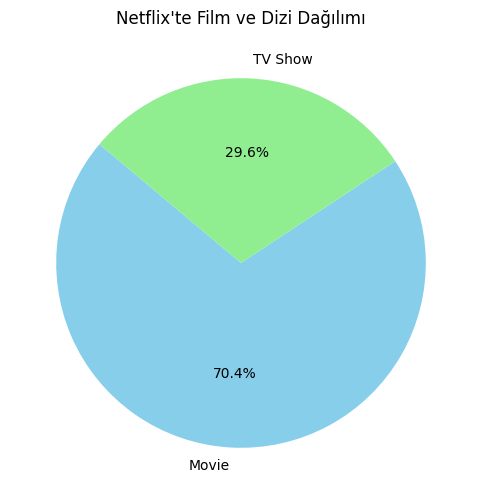 Netflix'te Film ve Dizi Dağılımı
TV Show
29.6%
70.4%
Movie